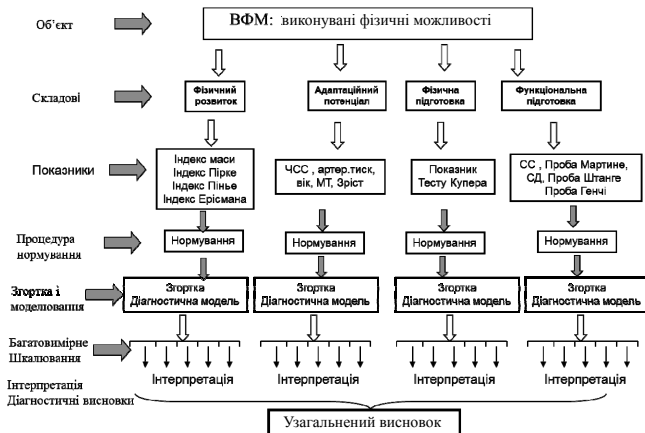 Об'єкт
ВФМ: виконувані фізичні можливості
Складові
Фізичний
розвиток
Адаптаційний
потенціал
Фізична
підготовка
Функціональна
підготовка
Показники
Індекс маси
Індекс Пірке
Індекс Піньє
Індекс Ерісмана
ЧСС , артер.тиск,
вік, МТ, Зріст
Показник
Тесту Купера
СС , Проба Мартине,
СД, Проба Штанге
Проба Генчі
Процедура
нормування
Нормування
Нормування
Нормування
Нормування
Згортка і
моделювання
Згортка
Діагностична модель
Згортка
Діагностична модель
Згортка
Діагностична модель
Згортка
Діагностична модель
Багатовимірне
Шкалювання
Інтерпретація
Діагностичні висновки
Інтерпретація
Інтерпретація
Інтерпретація
Інтерпретація
Узагальнений висновок